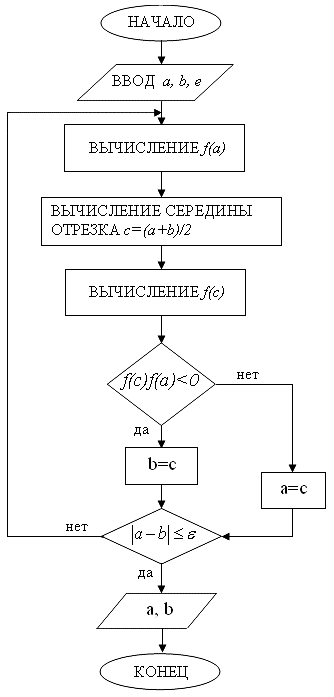 НАЧАЛО
ВВОД a, b, e
ВЫЧИСЛЕНИЕ f(a)
ВЫЧИСЛЕНИЕ СЕРЕДИНЫ
ОТРЕЗКА c=(a+b)/2
ВЫЧИСЛЕНИЕ f(c)
f(c)f(a)<0
нет
да
b=c
a=c
|a−b|≤ε
нет
да
a, b
КОНЕЦ